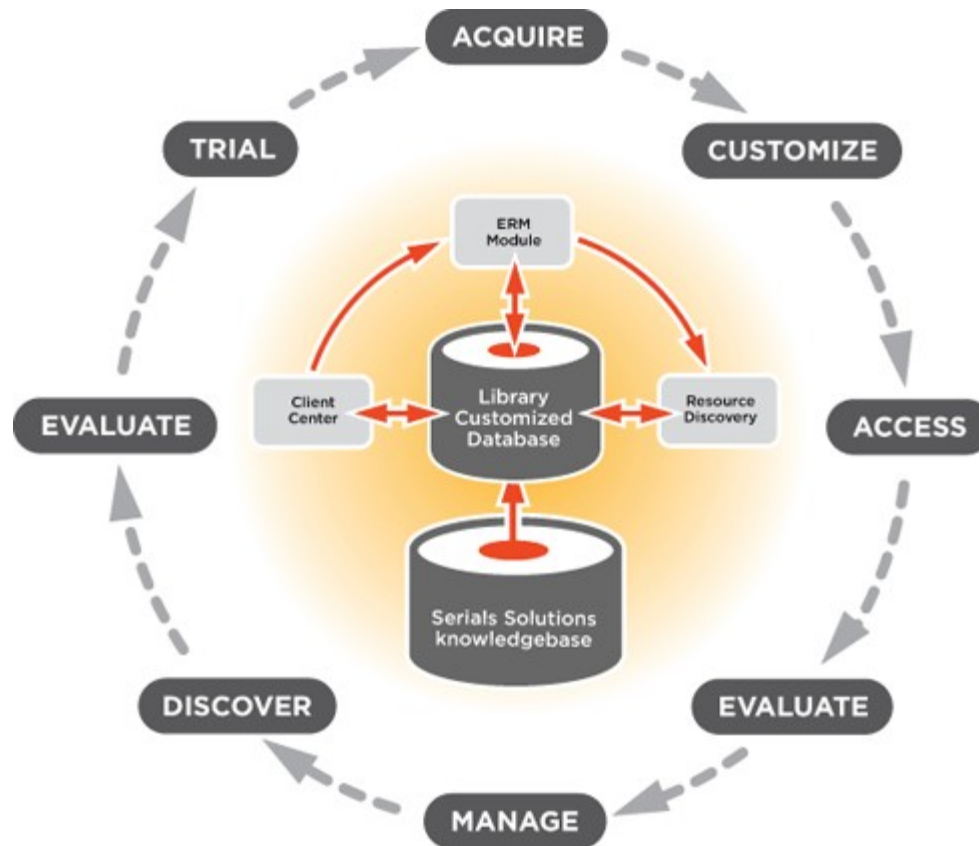 ACQUIRE
TRIAL
CUSTOMIZE
ERM
Module
Client
Center
Library
Customized
Database
Resource
Discovery
EVALUATE
ACCESS
Serials Solutions
knowledgebase
DISCOVER
EVALUATE
MANAGE